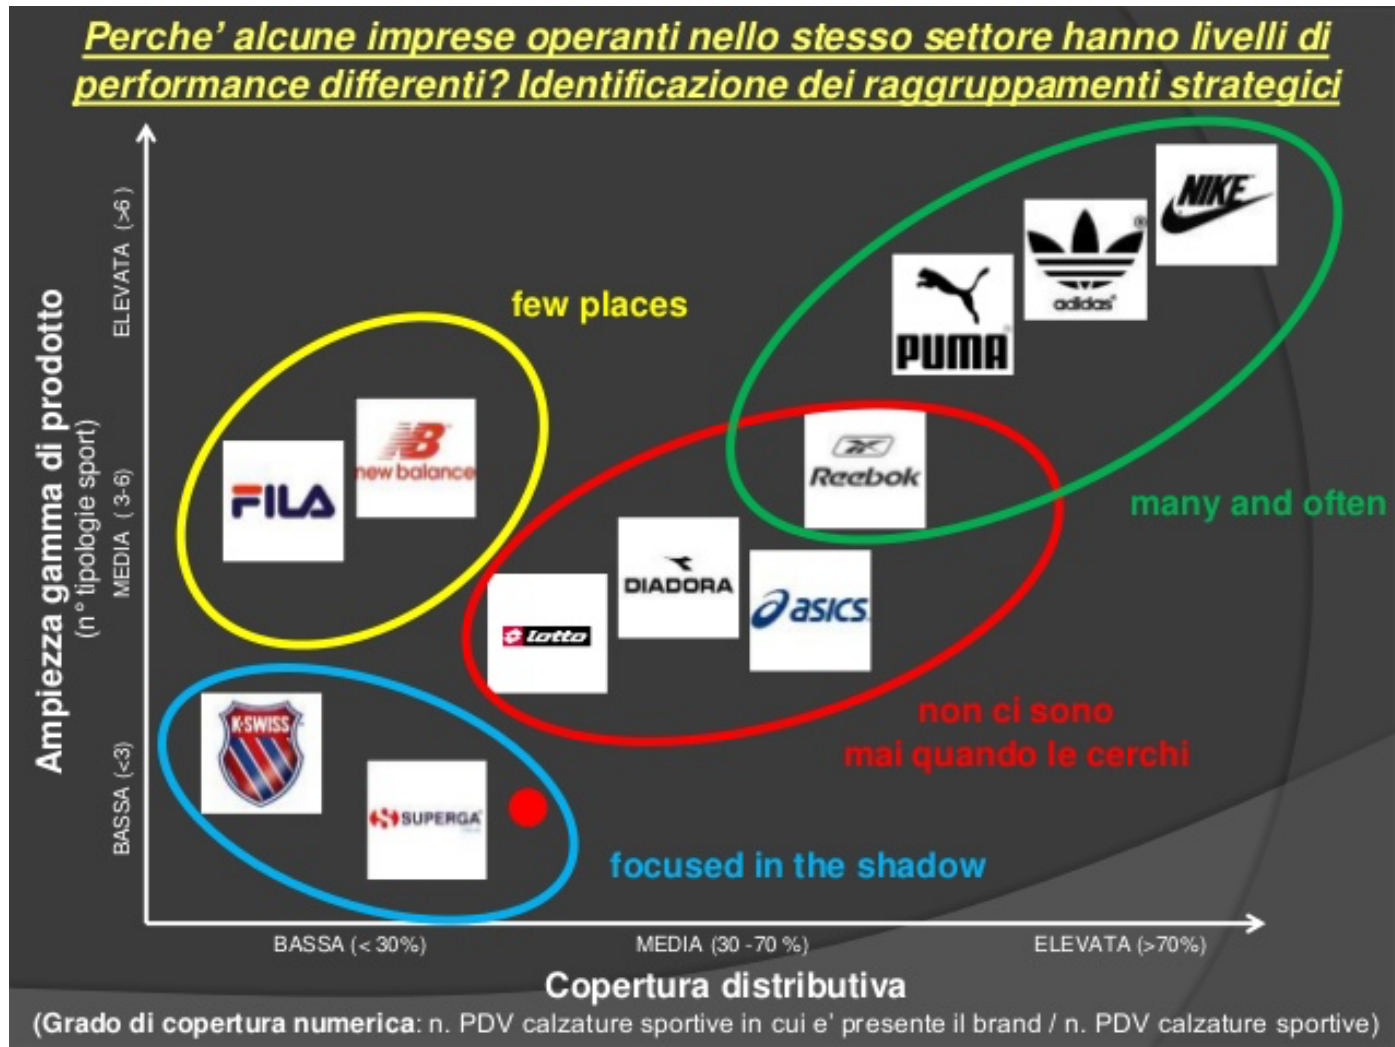 Perche' alcune imprese operanti nello stesso settore hanno livelli di
performance differenti? Identificazione dei raggruppamenti strategici
Ampiezza gamma di prodotto
(n° tipologie sport)
ELEVATA (>6)
MEDIA (3-6)
BASSA (<3)
few places
NIKE
adidas®
PUMA
new balance
FILA
Reebok
many and often
DIADORA
asics
lotto
non ci sono
mai quando le cerchi
K·SWISS
SUPERGA
focused in the shadow
BASSA (< 30%)
MEDIA (30 -70 %)
ELEVATA (>70%)
Copertura distributiva
(Grado di copertura numerica: n. PDV calzature sportive in cui e' presente il brand / n. PDV calzature sportive)